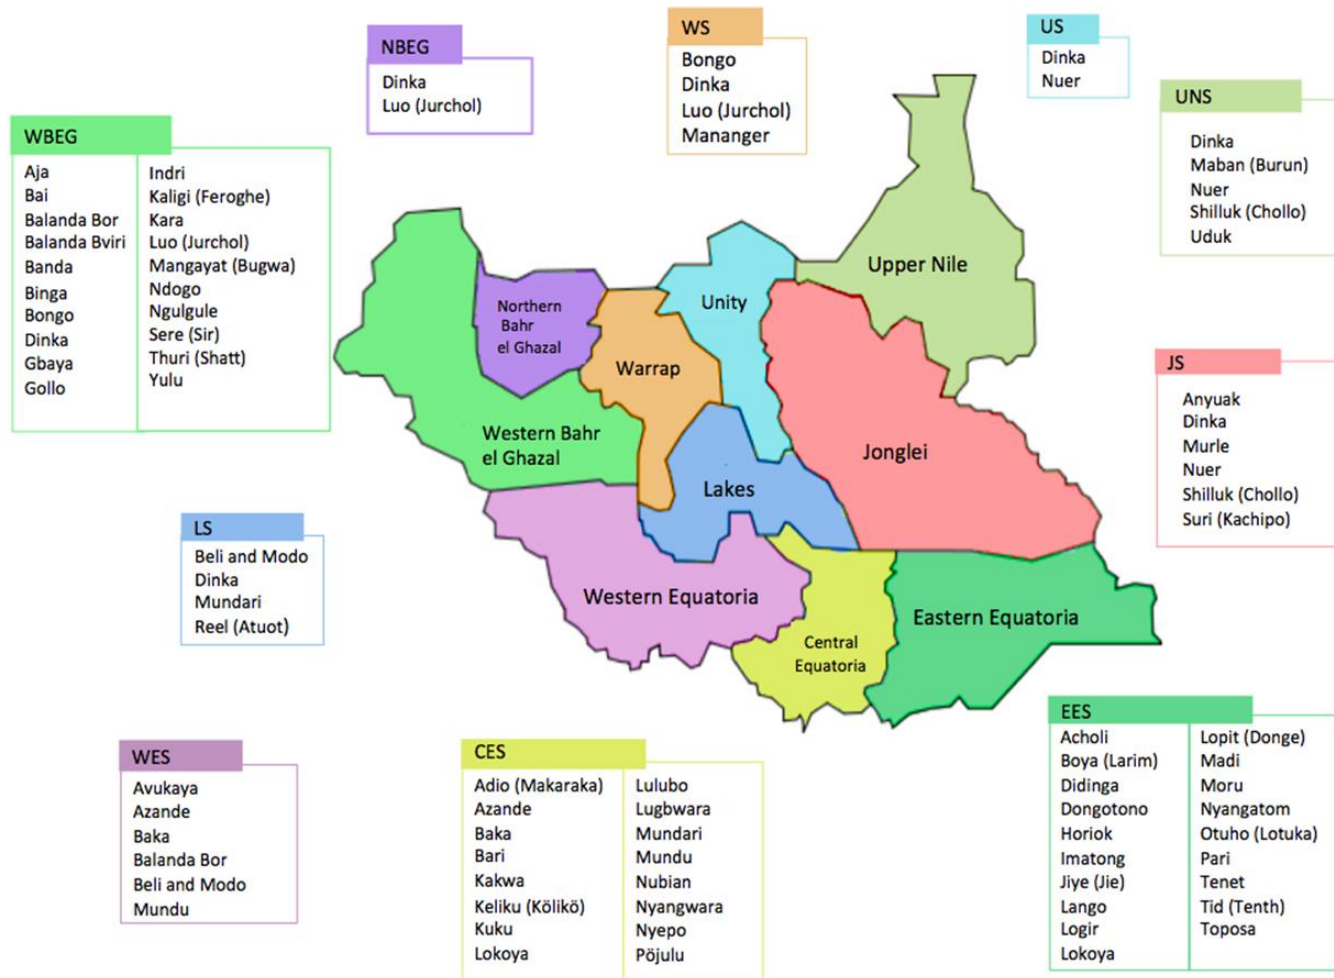 NBEG
Dinka
Luo (Jurchol)
WS
Bongo
Dinka
Luo (Jurchol)
Mananger
US
Dinka
Nuer
UNS
Dinka
Maban (Burun)
Nuer
Shilluk (Chollo)
Uduk
WBEG
Aja
Bai
Balanda Bor
Balanda Bviri
Banda
Binga
Bongo
Dinka
Gbaya
Gollo
Indri
Kaligi (Feroghe)
Kara
Luo (Jurchol)
Mangayat (Bugwa)
Ndogo
Ngulgule
Sere (Sir)
Thuri (Shatt)
Yulu
Upper Nile
Unity
Northern
Bahr
el Ghazal
Warrap
Western Bahr
el Ghazal
Lakes
Jonglei
Western Equatoria
Central
Equatoria
Eastern Equatoria
JS
Anyuak
Dinka
Murle
Nuer
Shilluk (Chollo)
Suri (Kachipo)
LS
Beli and Modo
Dinka
Mundari
Reel (Atuot)
WES
Avukaya
Azande
Baka
Balanda Bor
Beli and Modo
Mundu
CES
Adio (Makaraka)
Azande
Baka
Bari
Kakwa
Keliku (Kölikö)
Kuku
Lokoya
Lulubo
Lugbwara
Mundari
Mundu
Nubian
Nyangwara
Nyepo
Pöjulu
EES
Acholi
Boya (Larim)
Didinga
Dongotono
Horiok
Imatong
Jiye (Jie)
Lango
Logir
Lokoya
Lopit (Donge)
Madi
Moru
Nyangatom
Otuho (Lotuka)
Pari
Tenet
Tid (Tenth)
Toposa